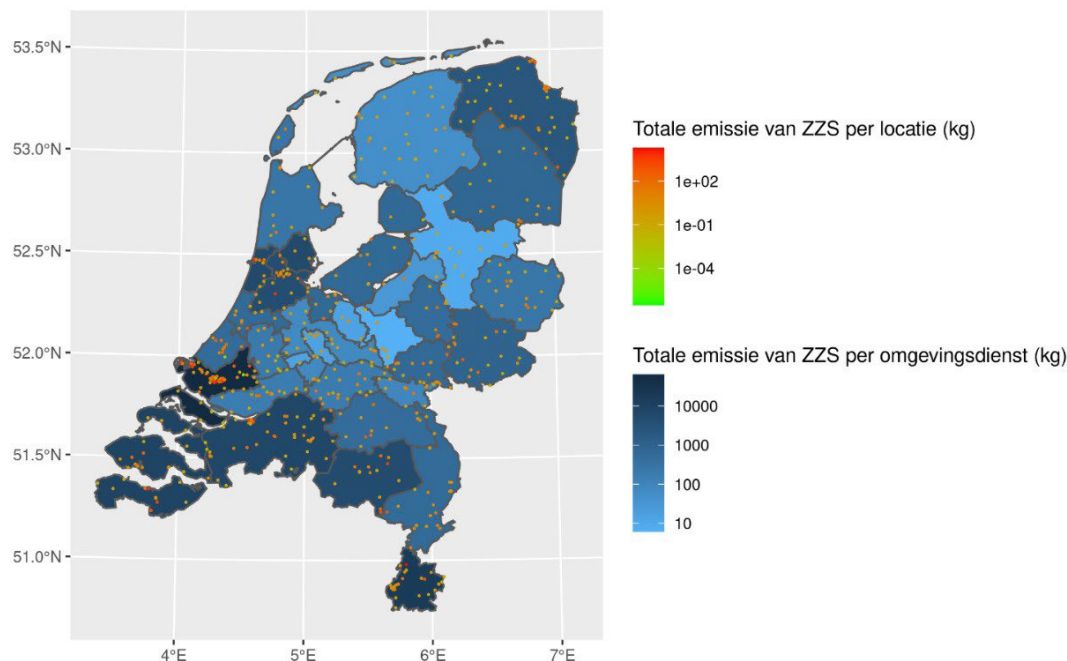 53.5°N
53.0°N
52.5°N
52.0°N
51.5°N
51.0°N
4°E
5°E
6°E
7°E
Totale emissie van ZZS per locatie (kg)
1e+02
1e-01
1e-04
Totale emissie van ZZS per omgevingsdienst (kg)
10000
1000
100
10